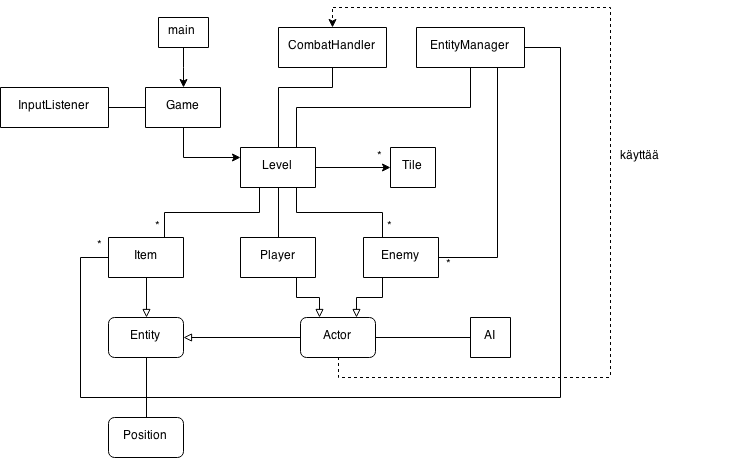 main
CombatHandler
EntityManager
InputListener
Game
käyttää
Level
*
Tile
*
*
*
Item
Player
Enemy
*
Entity
Actor
AI
Position